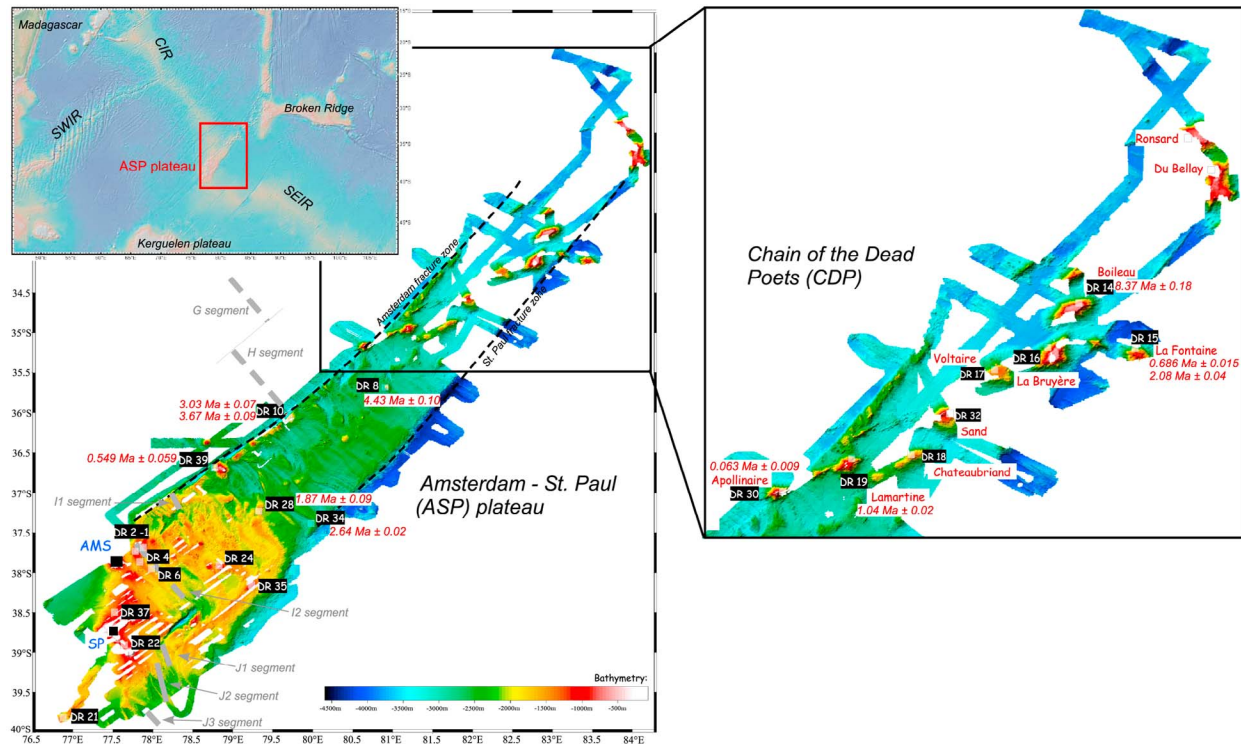 Madagascar
CIR
SWIR
Broken Ridge
ASP plateau
SEIR
Kerguelen plateau
Amsterdam fracture zone
St. Paul fracture zone
G segment
H segment
34.5°S
35°S
35.5°S
36°S
36.5°S
37°S
37.5°S
38°S
38.5°S
39°S
39.5°S
40°S
DR 8
4.43 Ma ± 0.10
3.03 Ma ± 0.07
3.67 Ma ± 0.09
DR 10
0.549 Ma ± 0.059
DR 39
I1 segment
1.87 Ma ± 0.09
DR 28
DR 34
2.64 Ma ± 0.02
Amsterdam - St. Paul
(ASP) plateau
DR 2 -1
AMS
DR 4
DR 6
DR 24
DR 35
I2 segment
DR 37
SP
DR 22
J1 segment
J2 segment
J3 segment
DR 21
Bathymetry:
-4500m
-4000m
-3500m
-3000m
-2500m
-2000m
-1500m
-1000m
-500m
76.5
77°E
77.5
78°E
78.5
79°E
79.5
80°E
80.5
81°E
81.5
82°E
82.5
83°E
83.5
84°E
Ronsard
Du Bellay
Chain of the Dead
Poets (CDP)
Boileau
DR 14
8.37 Ma ± 0.18
DR 15
La Fontaine
0.686 Ma ± 0.015
2.08 Ma ± 0.04
Voltaire
DR 16
DR 17
La Bruyère
DR 32
Sand
DR 18
Chateaubriand
0.063 Ma ± 0.009
Apollinaire
DR 30
DR 19
Lamartine
1.04 Ma ± 0.02